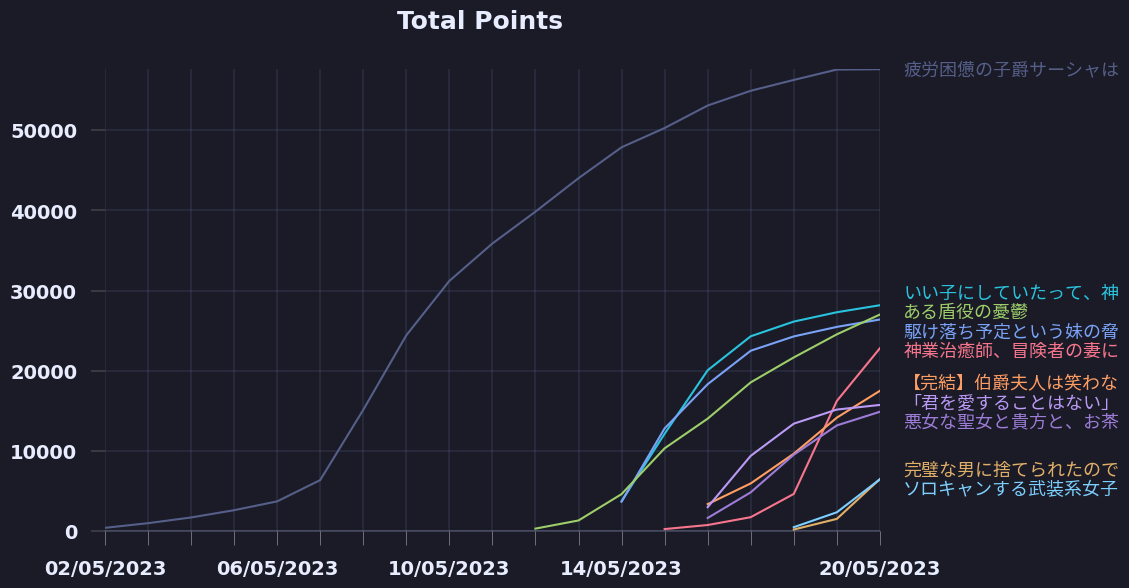 Total Points
疲労困憊の子爵サーシャは
50000
40000
30000
いい子にしていたって、神
ある盾役の憂鬱
駆け落ち予定という妹の脅
神業治癒師、冒険者の妻に
20000
【完結】伯爵夫人は笑わな
「君を愛することはない」
悪女な聖女と貴方と、お茶
10000
完璧な男に捨てられたので
ソロキャンする武装系女子
0
02/05/2023 06/05/2023 10/05/2023 14/05/2023 20/05/2023